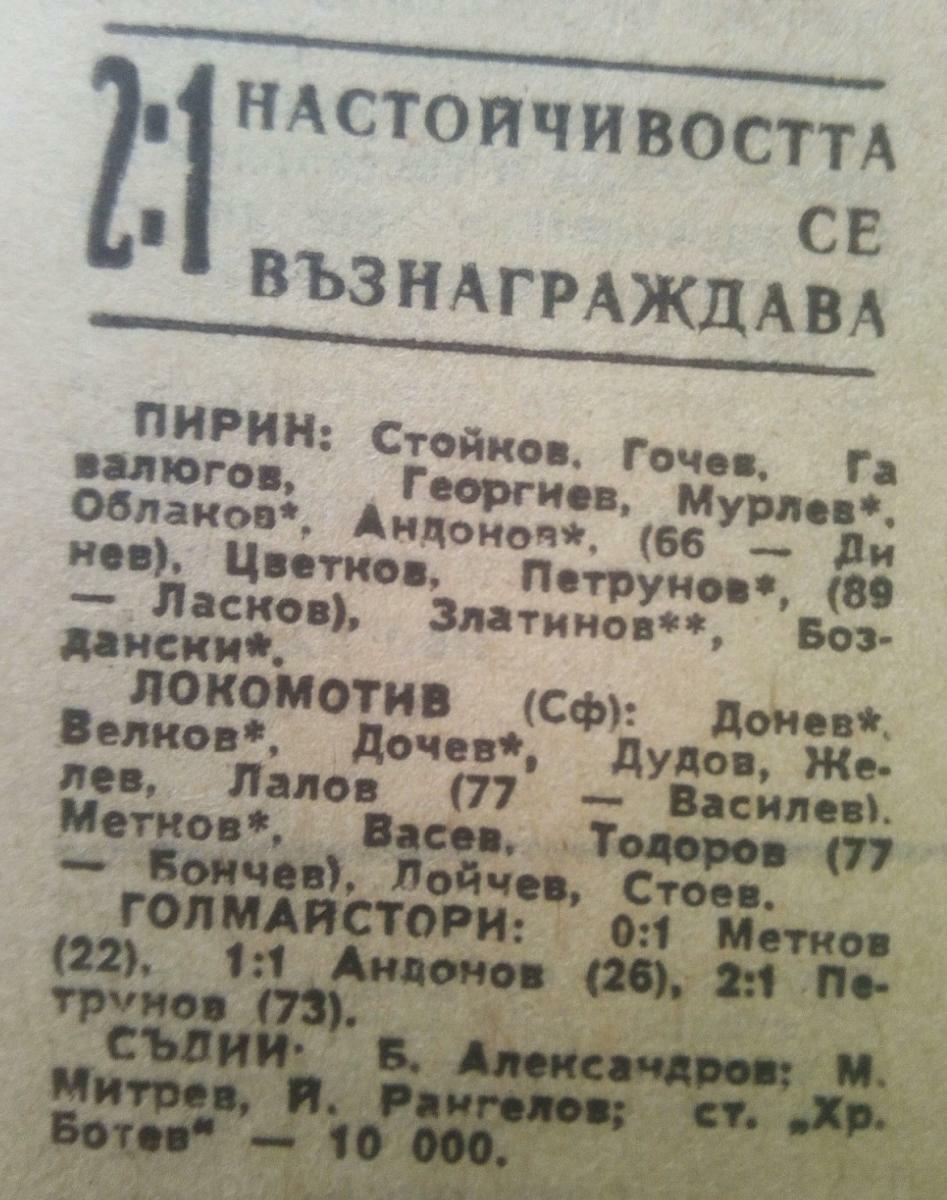 2:1 НАСТОЙЧИВОСТТА
СЕ
ВЪЗНАГРАЖДАВА
ПИРИН: Стойков, Гочев, Га
валюгов, Георгиев, Мурлев*,
Облаков*, Андонов*, (66 — Ди
нев), Цветков, Петрунов*, (89
— Ласков), Златинов**, Боз-
дански*.
ЛОКОМОТИВ (Сф): Донев*,
Велков*, Дочев*, Дудов, Же-
лев, Лалов (77 — Василев),
Метков*, Васев, Тодоров (77
— Бончев), Лойчев, Стоев.
ГОЛМАЙСТОРИ: 0:1 Метков
(22), 1:1 Андонов (26), 2:1 Пе-
трунов (73).
СЪДИИ: Б. Александров; М.
Митрев, Й. Рангелов; ст. „Хр.
Ботев“ — 10 000.